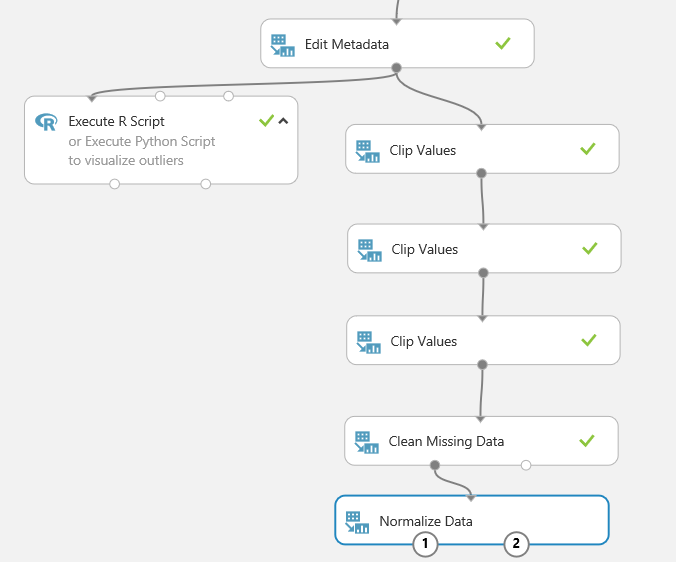 Edit Metadata
R
Execute R Script
or Execute Python Script
to visualize outliers
Clip Values
Clip Values
Clip Values
Clean Missing Data
Normalize Data
1
2